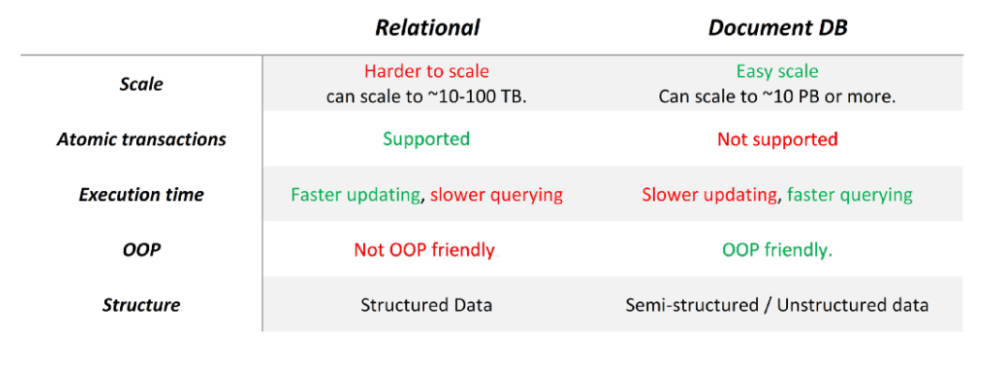 Relational Document DB
Scale Harder to scale Easy scale
can scale to ~10-100 TB. Can scale to ~10 PB or more.
Atomic transactions Supported Not supported
Execution time Faster updating, slower querying Slower updating, faster querying
OOP Not OOP friendly OOP friendly.
Structure Structured Data Semi-structured / Unstructured data